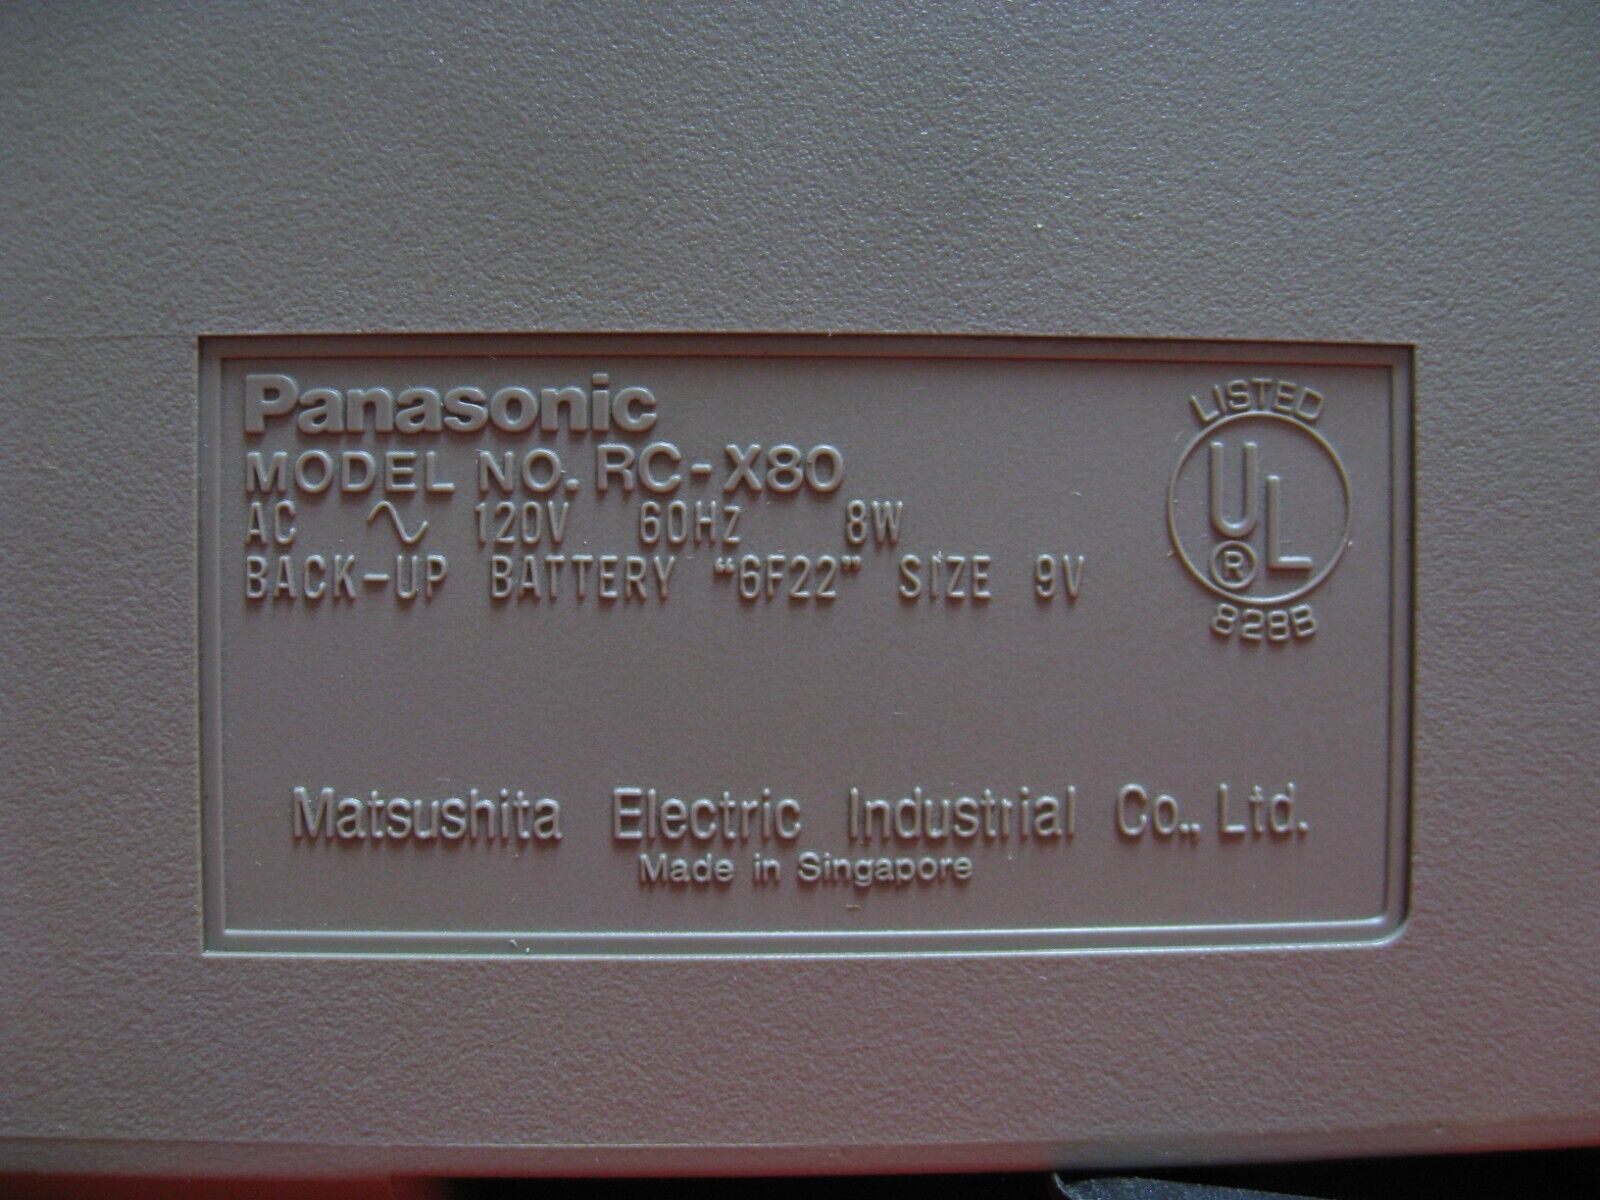 Panasonic
MODEL NO. RC-X80
AC ∿ 120V 60Hz 8W
BACK-UP BATTERY “6F22” SIZE 9V
LISTED
UL
®
828B
Matsushita Electric Industrial Co., Ltd.
Made in Singapore